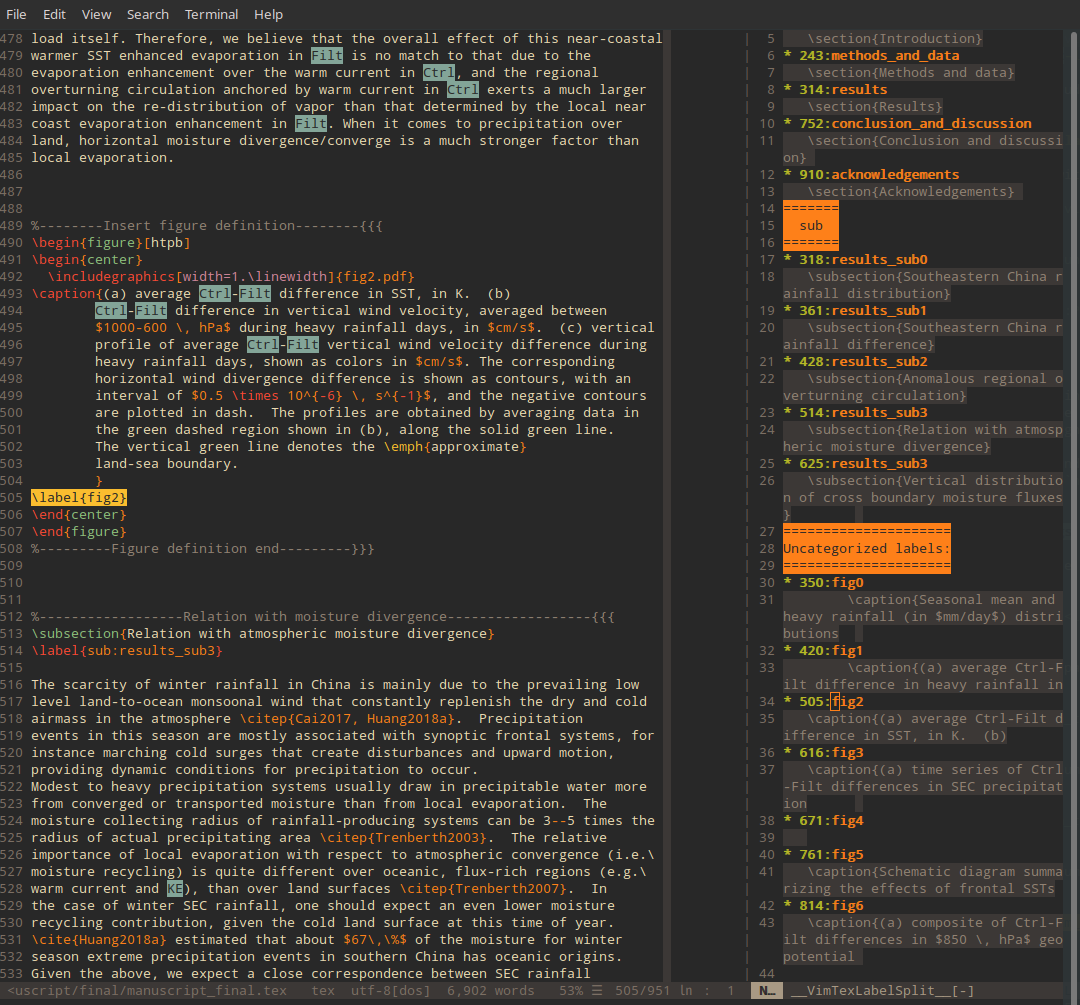 File Edit View Search Terminal Help
478 load itself. Therefore, we believe that the overall effect of this near-coastal
479 warmer SST enhanced evaporation in Filt is no match to that due to the
480 evaporation enhancement over the warm current in Ctrl, and the regional
481 overturning circulation anchored by warm current in Ctrl exerts a much larger
482 impact on the re-distribution of vapor than that determined by the local near
483 coast evaporation enhancement in Filt. When it comes to precipitation over
484 land, horizontal moisture divergence/converge is a much stronger factor than
485 local evaporation.
486
487
488
489 %--------Insert figure definition--------{{{
490 \begin{figure}[htpb]
491 \begin{center}
492   \includegraphics[width=1.\linewidth]{fig2.pdf}
493 \caption{(a) average Ctrl-Filt difference in SST, in K.  (b)
494         Ctrl-Filt difference in vertical wind velocity, averaged between
495         $1000-600 \, hPa$ during heavy rainfall days, in $cm/s$.  (c) vertical
496         profile of average Ctrl-Filt vertical wind velocity difference during
497         heavy rainfall days, shown as colors in $cm/s$. The corresponding
498         horizontal wind divergence difference is shown as contours, with an
499         interval of $0.5 \times 10^{-6} \, s^{-1}$, and the negative contours
500         are plotted in dash.  The profiles are obtained by averaging data in
501         the green dashed region shown in (b), along the solid green line.
502         The vertical green line denotes the \emph{approximate}
503         land-sea boundary.
504         }
505 \label{fig2}
506 \end{center}
507 \end{figure}
508 %---------Figure definition end---------}}}
509
510
511
512 %------------------Relation with moisture divergence------------------{{{
513 \subsection{Relation with atmospheric moisture divergence}
514 \label{sub:results_sub3}
515
516 The scarcity of winter rainfall in China is mainly due to the prevailing low
517 level land-to-ocean monsoonal wind that constantly replenish the dry and cold
518 airmass in the atmosphere \citep{Cai2017, Huang2018a}.  Precipitation
519 events in this season are mostly associated with synoptic frontal systems, for
520 instance marching cold surges that create disturbances and upward motion,
521 providing dynamic conditions for precipitation to occur.
522 Modest to heavy precipitation systems usually draw in precipitable water more
523 from converged or transported moisture than from local evaporation.  The
524 moisture collecting radius of rainfall-producing systems can be 3--5 times the
525 radius of actual precipitating area \citep{Trenberth2003}.  The relative
526 importance of local evaporation with respect to atmospheric convergence (i.e.\
527 moisture recycling) is quite different over oceanic, flux-rich regions (e.g.\
528 warm current and KE), than over land surfaces \citep{Trenberth2007}.  In
529 the case of winter SEC rainfall, one should expect an even lower moisture
530 recycling contribution, given the cold land surface at this time of year.
531 \cite{Huang2018a} estimated that about $67\,\%$ of the moisture for winter
532 season extreme precipitation events in southern China has oceanic origins.
533 Given the above, we expect a close correspondence between SEC rainfall
<uscript/final/manuscript_final.tex   tex  utf-8[dos]  6,902 words   53% ☰  505/951 ln :  1
5    \section{Introduction}
6 * 243:methods_and_data
7    \section{Methods and data}
8 * 314:results
9    \section{Results}
10 * 752:conclusion_and_discussion
11    \section{Conclusion and discussi
on}
12 * 910:acknowledgements
13    \section{Acknowledgements}
14 =======
15   sub
16 =======
17 * 318:results_sub0
18    \subsection{Southeastern China r
ainfall distribution}
19 * 361:results_sub1
20    \subsection{Southeastern China r
ainfall difference}
21 * 428:results_sub2
22    \subsection{Anomalous regional o
verturning circulation}
23 * 514:results_sub3
24    \subsection{Relation with atmosp
heric moisture divergence}
25 * 625:results_sub3
26    \subsection{Vertical distributio
n of cross boundary moisture fluxes
}
27 =====================
28 Uncategorized labels:
29 =====================
30 * 350:fig0
31         \caption{Seasonal mean and
heavy rainfall (in $mm/day$) distri
butions
32 * 420:fig1
33         \caption{(a) average Ctrl-F
ilt difference in heavy rainfall in
34 * 505:fig2
35    \caption{(a) average Ctrl-Filt d
ifference in SST, in K.  (b)
36 * 616:fig3
37    \caption{(a) time series of Ctrl
-Filt differences in SEC precipitat
ion
38 * 671:fig4
39
40 * 761:fig5
41    \caption{Schematic diagram summa
rizing the effects of frontal SSTs
42 * 814:fig6
43    \caption{(a) composite of Ctrl-F
ilt differences in $850 \, hPa$ geo
potential
44
N… __VimTexLabelSplit__[-]